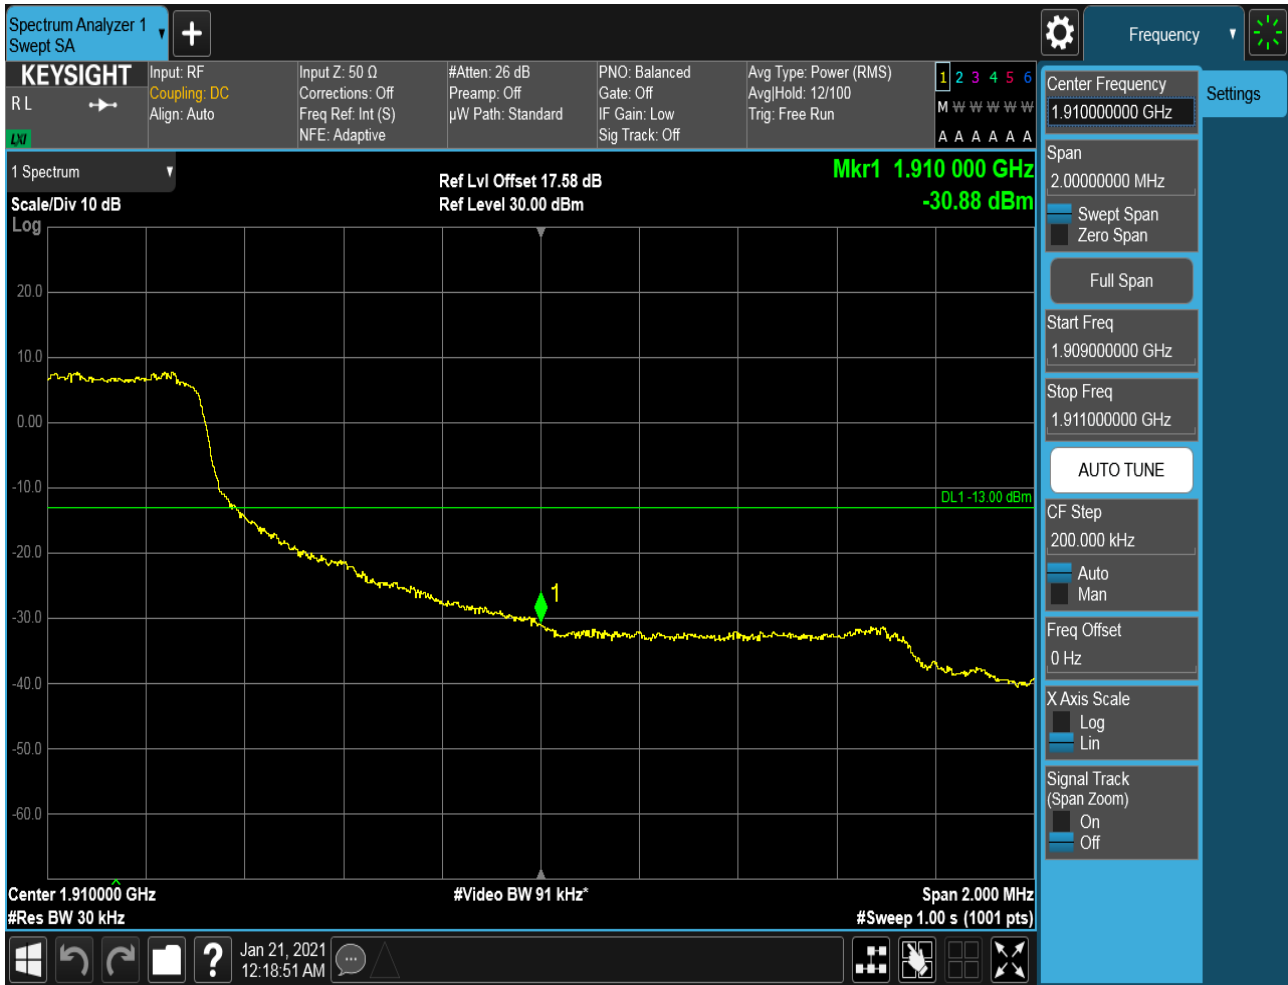 Spectrum Analyzer 1
Swept SA
+
Frequency
KEYSIGHT
R L
LXI
Input: RF
Coupling: DC
Align: Auto
Input Z: 50 Ω
Corrections: Off
Freq Ref: Int (S)
NFE: Adaptive
#Atten: 26 dB
Preamp: Off
µW Path: Standard
PNO: Balanced
Gate: Off
IF Gain: Low
Sig Track: Off
Avg Type: Power (RMS)
Avg|Hold: 12/100
Trig: Free Run
1 2 3 4 5 6
M W W W W W
A A A A A A
1 Spectrum
Scale/Div 10 dB
Log
Ref Lvl Offset 17.58 dB
Ref Level 30.00 dBm
Mkr1 1.910 000 GHz
-30.88 dBm
20.0
10.0
0.00
-10.0
DL1 -13.00 dBm
-20.0
1
-30.0
-40.0
-50.0
-60.0
Center 1.910000 GHz
#Res BW 30 kHz
#Video BW 91 kHz*
Span 2.000 MHz
#Sweep 1.00 s (1001 pts)
Center Frequency
1.910000000 GHz
Settings
Span
2.00000000 MHz
Swept Span
Zero Span
Full Span
Start Freq
1.909000000 GHz
Stop Freq
1.911000000 GHz
AUTO TUNE
CF Step
200.000 kHz
Auto
Man
Freq Offset
0 Hz
X Axis Scale
Log
Lin
Signal Track
(Span Zoom)
On
Off
?
Jan 21, 2021
12:18:51 AM